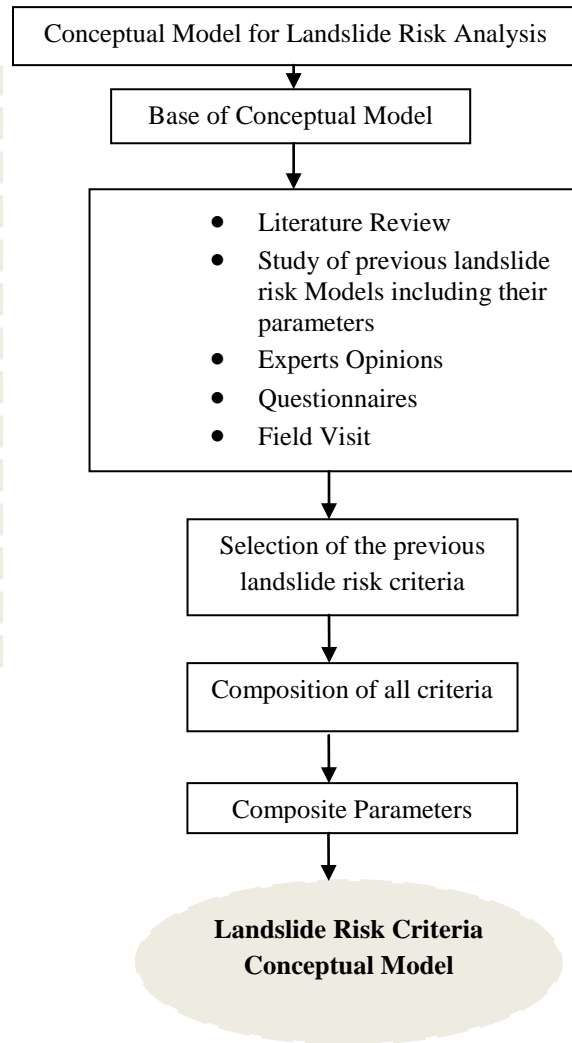 Conceptual Model for Landslide Risk Analysis
Base of Conceptual Model
● Literature Review
● Study of previous landslide
risk Models including their
parameters
● Experts Opinions
● Questionnaires
● Field Visit
Selection of the previous
landslide risk criteria
Composition of all criteria
Composite Parameters
Landslide Risk Criteria
Conceptual Model